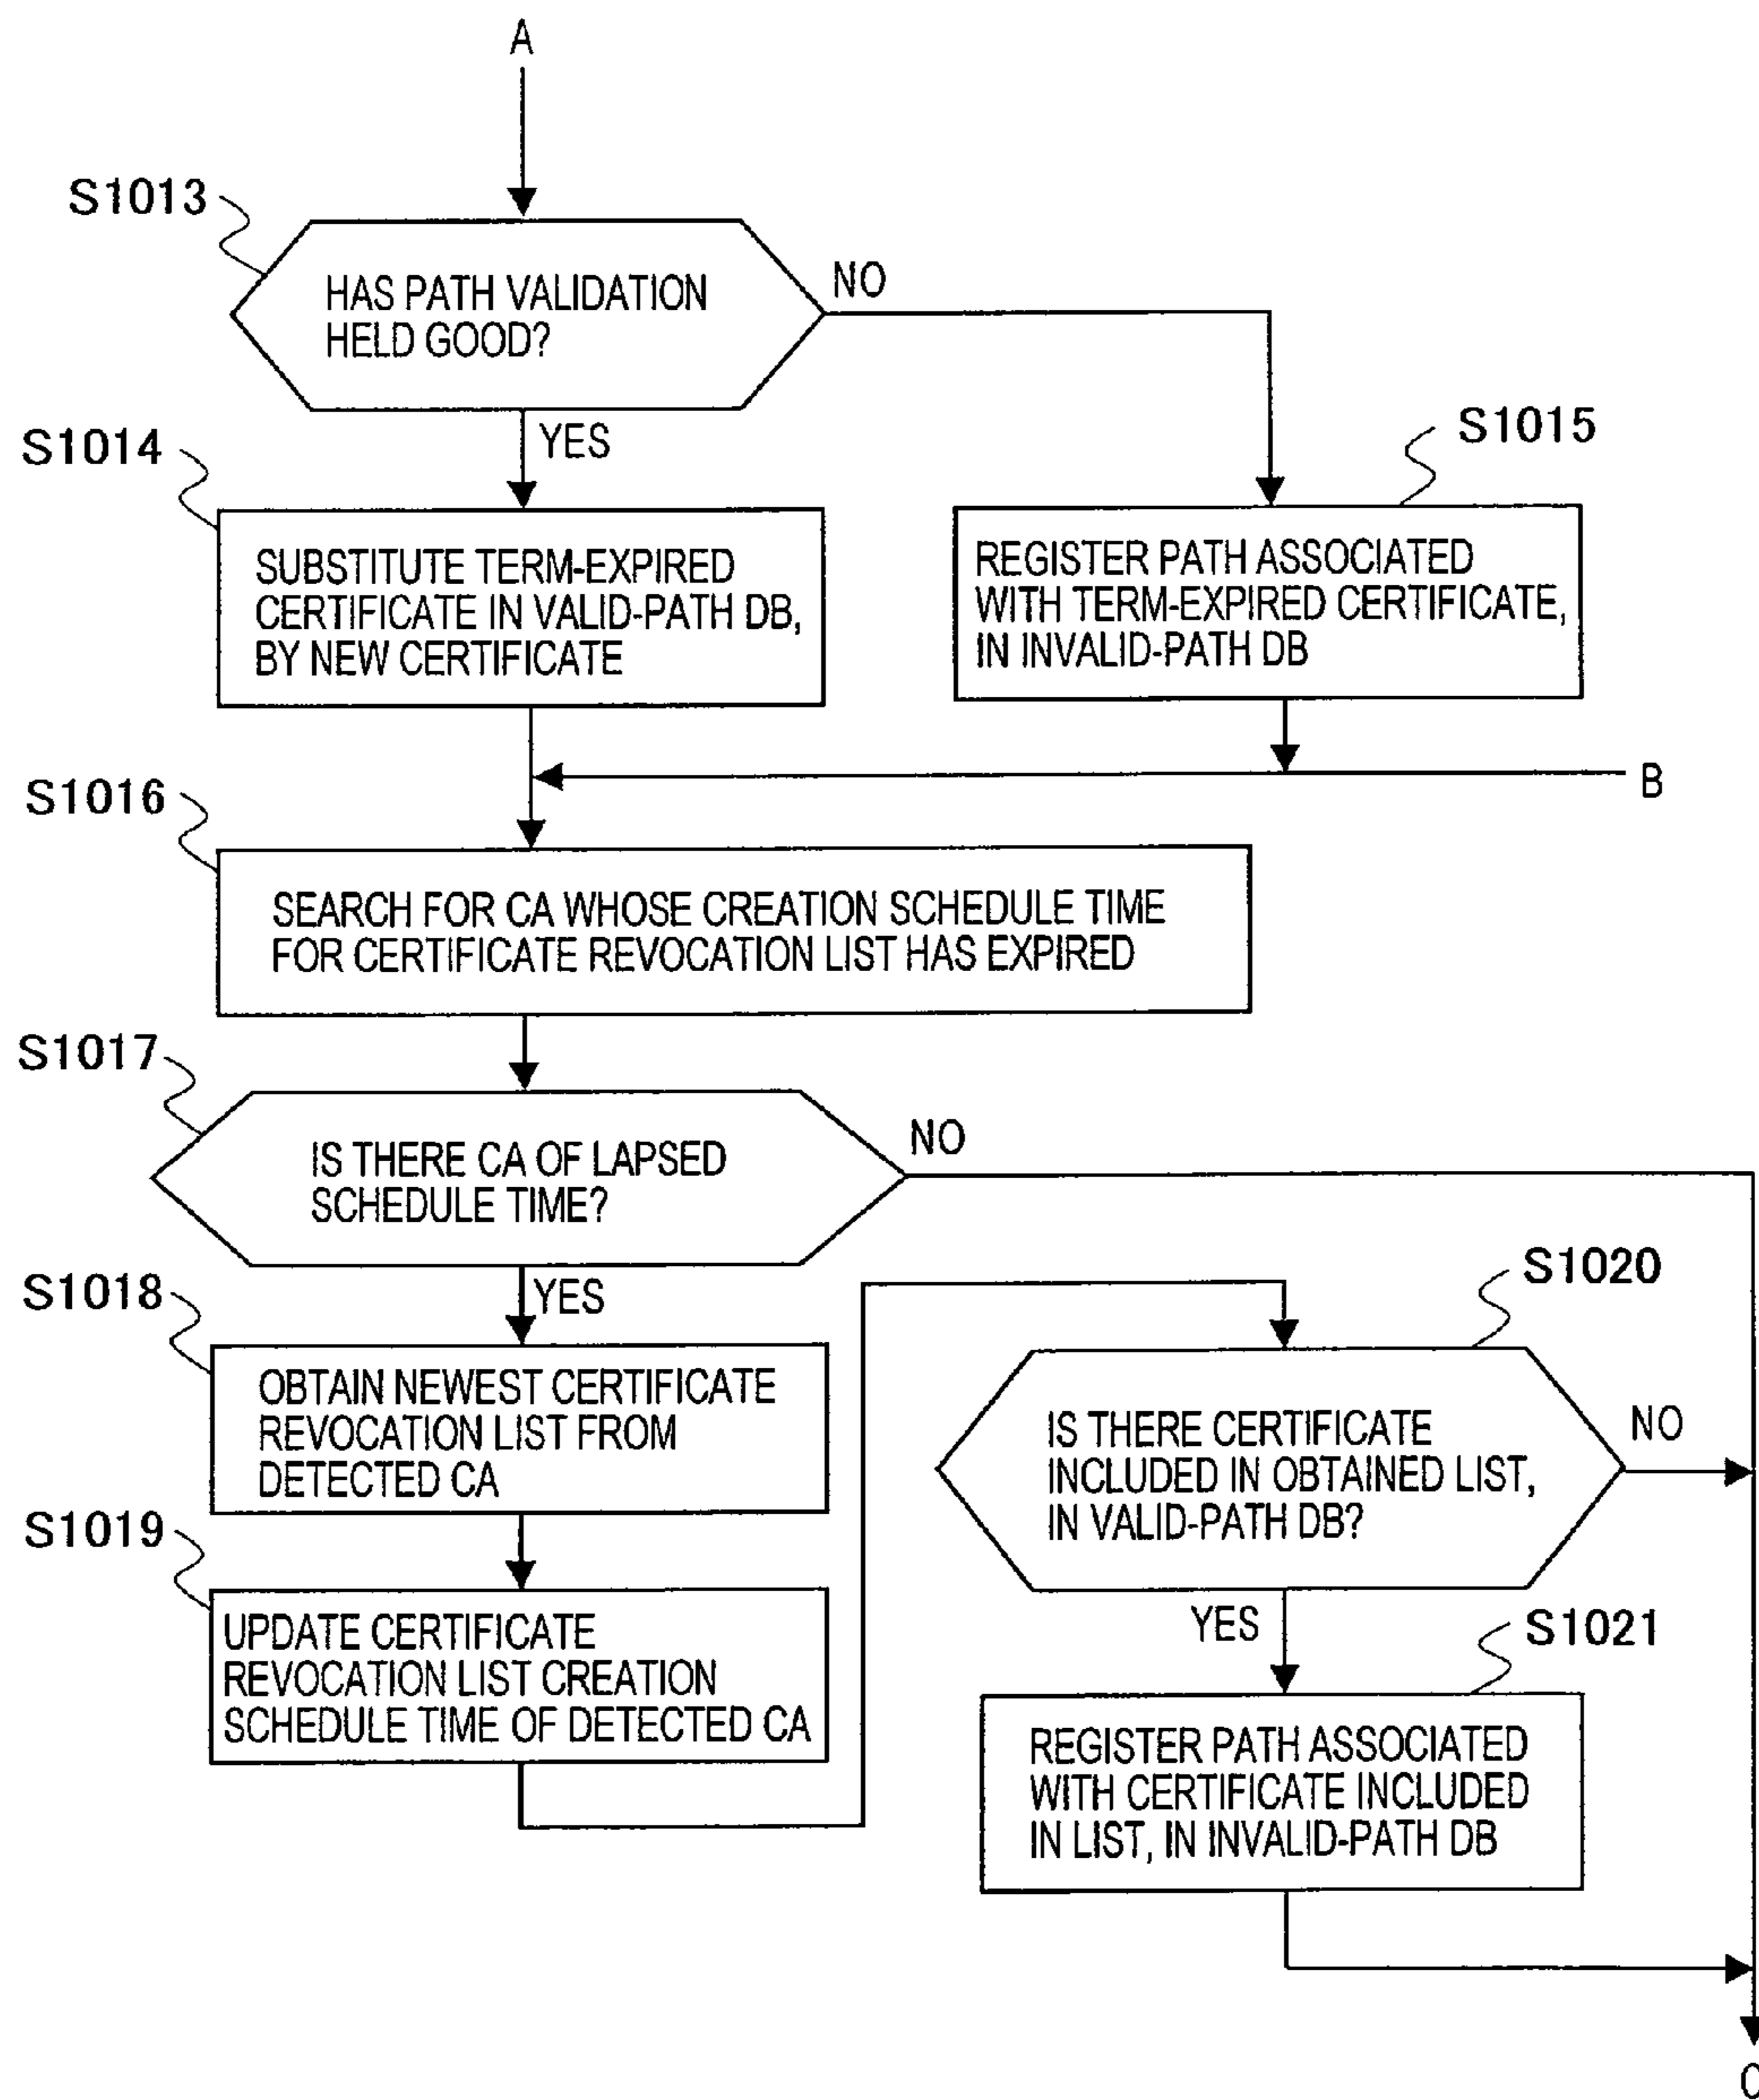 A
S1013
HAS PATH VALIDATION
HELD GOOD?
NO
YES
S1014
SUBSTITUTE TERM-EXPIRED
CERTIFICATE IN VALID-PATH DB,
BY NEW CERTIFICATE
S1015
REGISTER PATH ASSOCIATED
WITH TERM-EXPIRED CERTIFICATE,
IN INVALID-PATH DB
B
S1016
SEARCH FOR CA WHOSE CREATION SCHEDULE TIME
FOR CERTIFICATE REVOCATION LIST HAS EXPIRED
S1017
IS THERE CA OF LAPSED
SCHEDULE TIME?
NO
YES
S1018
OBTAIN NEWEST CERTIFICATE
REVOCATION LIST FROM
DETECTED CA
S1019
UPDATE CERTIFICATE
REVOCATION LIST CREATION
SCHEDULE TIME OF DETECTED CA
S1020
IS THERE CERTIFICATE
INCLUDED IN OBTAINED LIST,
IN VALID-PATH DB?
NO
YES
S1021
REGISTER PATH ASSOCIATED
WITH CERTIFICATE INCLUDED
IN LIST, IN INVALID-PATH DB